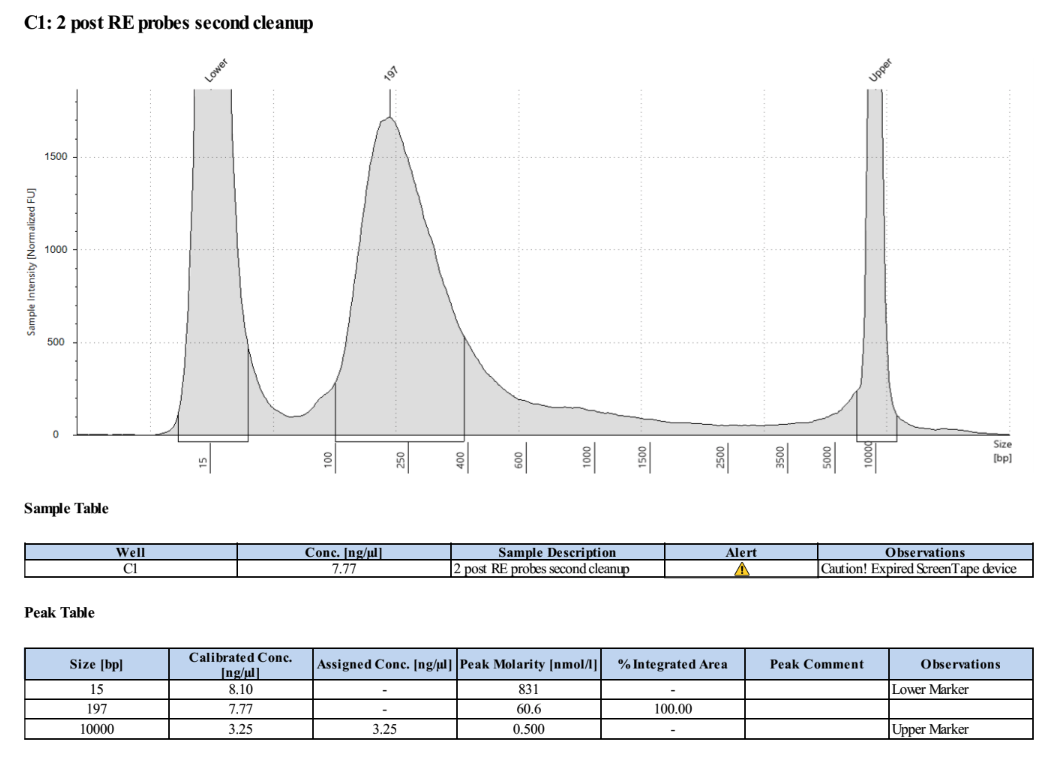 C1: 2 post RE probes second cleanup
Lower
197
Upper
Sample Intensity [Normalized FU]
1500
1000
500
0
15
100
250
400
600
1000
1500
2500
3500
5000
10000
Size
[bp]
Sample Table
Well Conc. [ng/µl] Sample Description Alert Observations
C1 7.77 2 post RE probes second cleanup Caution! Expired ScreenTape device
Peak Table
Size [bp] Calibrated Conc. [ng/µl] Assigned Conc. [ng/µl] Peak Molarity [nmol/l] % Integrated Area Peak Comment Observations
15 8.10 - 831 - Lower Marker
197 7.77 - 60.6 100.00
10000 3.25 3.25 0.500 - Upper Marker